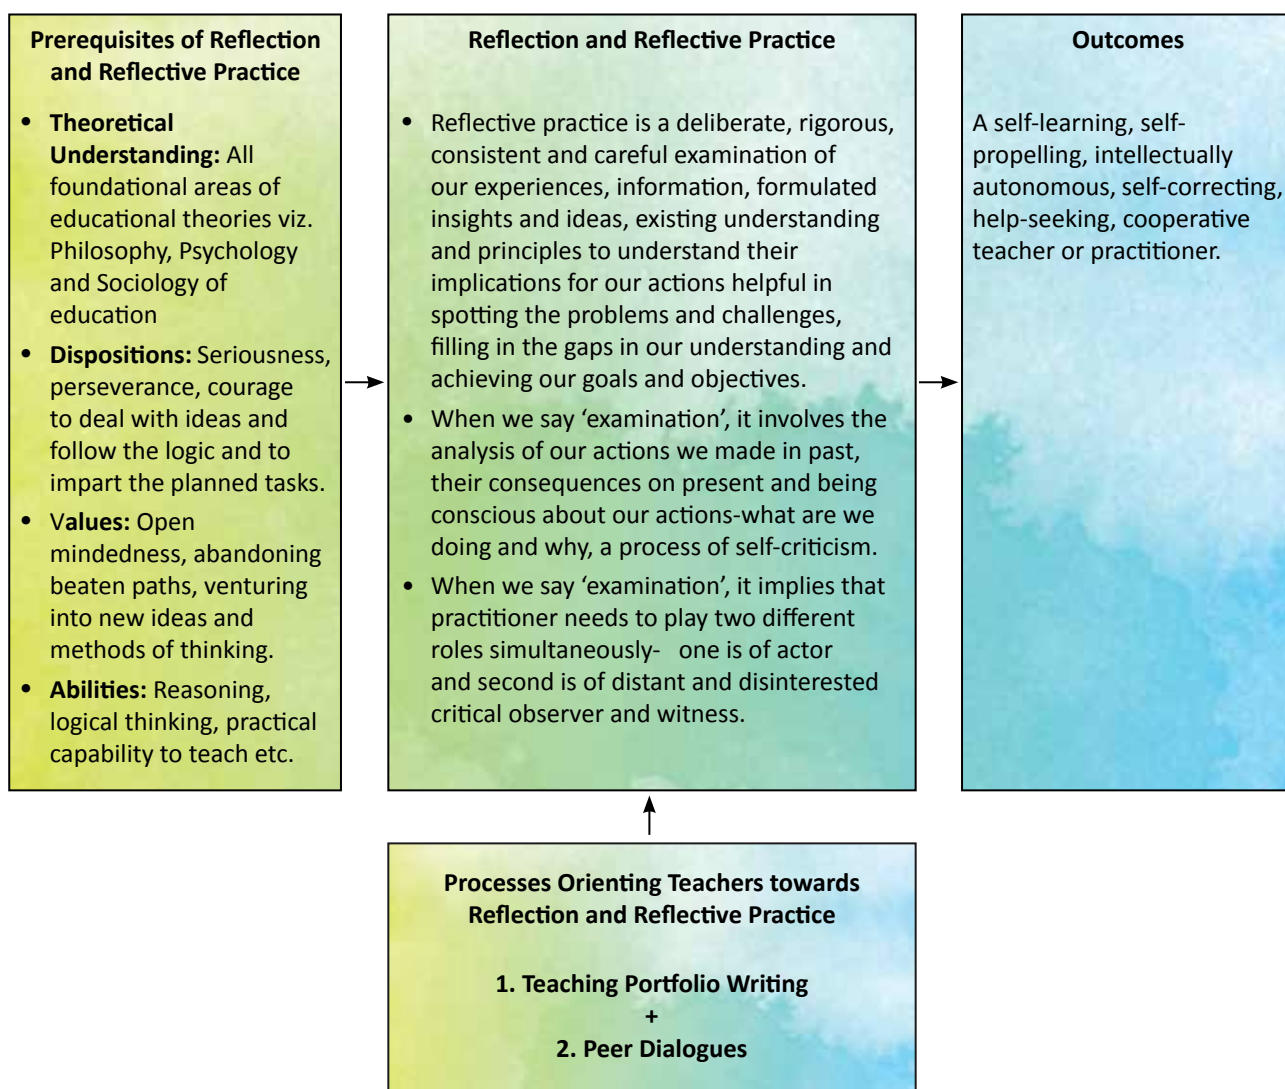 Prerequisites of Reflection
and Reflective Practice
• Theoretical
Understanding: All
foundational areas of
educational theories viz.
Philosophy, Psychology
and Sociology of
education
• Dispositions: Seriousness,
perseverance, courage
to deal with ideas and
follow the logic and to
impart the planned tasks.
• Values: Open
mindedness, abandoning
beaten paths, venturing
into new ideas and
methods of thinking.
• Abilities: Reasoning,
logical thinking, practical
capability to teach etc.
Reflection and Reflective Practice
• Reflective practice is a deliberate, rigorous,
consistent and careful examination of
our experiences, information, formulated
insights and ideas, existing understanding
and principles to understand their
implications for our actions helpful in
spotting the problems and challenges,
filling in the gaps in our understanding and
achieving our goals and objectives.
• When we say ‘examination’, it involves the
analysis of our actions we made in past,
their consequences on present and being
conscious about our actions-what are we
doing and why, a process of self-criticism.
• When we say ‘examination’, it implies that
practitioner needs to play two different
roles simultaneously- one is of actor
and second is of distant and disinterested
critical observer and witness.
Outcomes
A self-learning, self-
propelling, intellectually
autonomous, self-correcting,
help-seeking, cooperative
teacher or practitioner.
Processes Orienting Teachers towards
Reflection and Reflective Practice
1. Teaching Portfolio Writing
+
2. Peer Dialogues